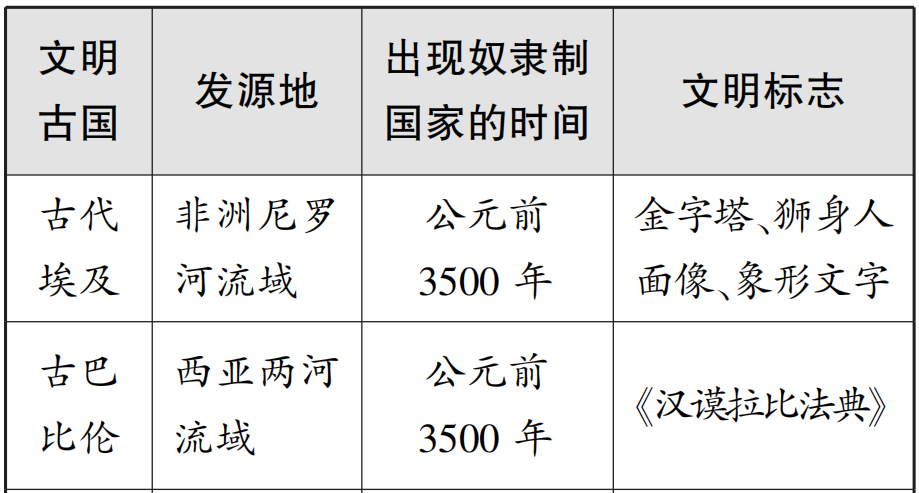 文明
古国
发源地
出现奴隶制
国家的时间
文明标志
古代
埃及
非洲尼罗
河流域
公元前
3500 年
金字塔、狮身人
面像、象形文字
古巴
比伦
西亚两河
流域
公元前
3500 年
《汉谟拉比法典》